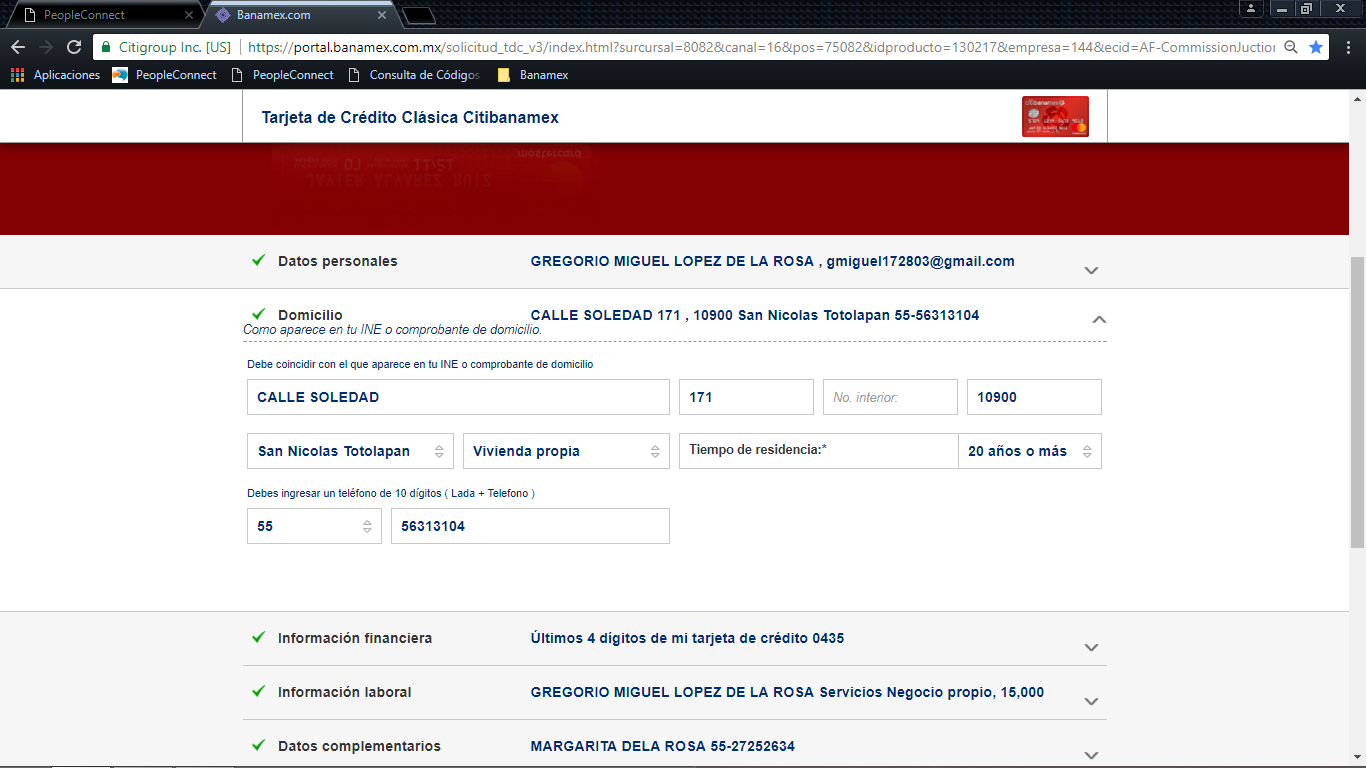 PeopleConnect
Banamex.com
Citigroup Inc. [US]
https://portal.banamex.com.mx/solicitud_tdc_v3/index.html?surcursal=8082&canal=16&pos=75082&idproducto=130217&empresa=144&ecid=AF-CommissionJuction
Aplicaciones PeopleConnect PeopleConnect Consulta de Códigos Banamex
Tarjeta de Crédito Clásica Citibanamex
Datos personales GREGORIO MIGUEL LOPEZ DE LA ROSA , gmiguel172803@gmail.com
Domicilio CALLE SOLEDAD 171 , 10900 San Nicolas Totolapan 55-56313104
Como aparece en tu INE o comprobante de domicilio.
Debe coincidir con el que aparece en tu INE o comprobante de domicilio
CALLE SOLEDAD 171 No. interior: 10900
San Nicolas Totolapan Vivienda propia Tiempo de residencia:* 20 años o más
Debes ingresar un teléfono de 10 dígitos ( Lada + Telefono )
55 56313104
Información financiera Últimos 4 dígitos de mi tarjeta de crédito 0435
Información laboral GREGORIO MIGUEL LOPEZ DE LA ROSA Servicios Negocio propio, 15,000
Datos complementarios MARGARITA DELA ROSA 55-27252634